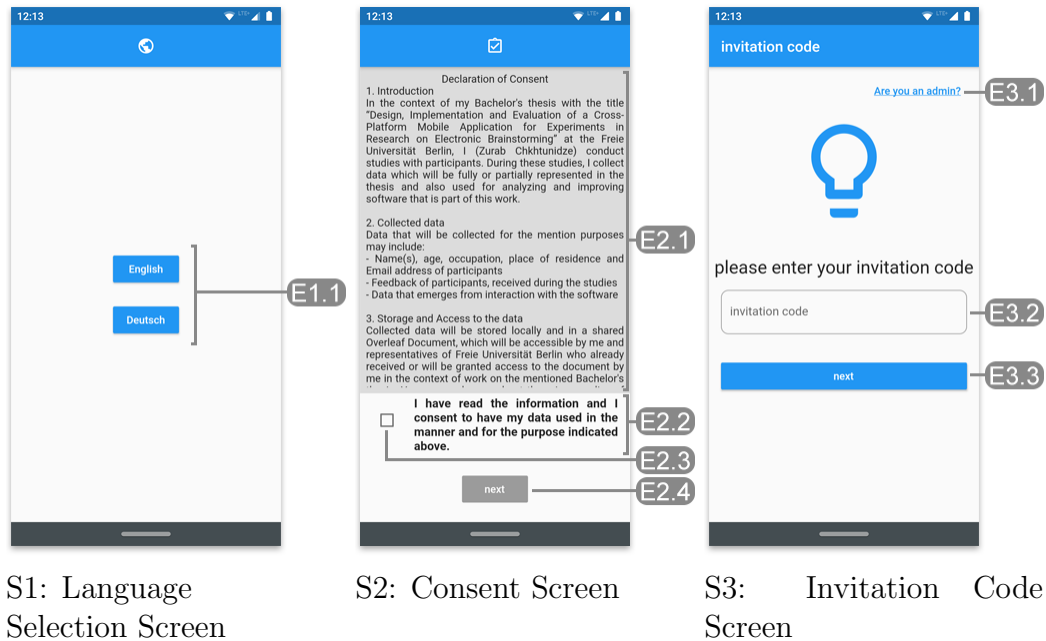 12:13
LTE+
English
Deutsch
E1.1
S1: Language
Selection Screen
12:13
LTE+
Declaration of Consent
1. Introduction
In the context of my Bachelor's thesis with the title
"Design, Implementation and Evaluation of a Cross-
Platform Mobile Application for Experiments in
Research on Electronic Brainstorming" at the Freie
Universität Berlin, I (Zurab Chkhtunidze) conduct
studies with participants. During these studies, I collect
data which will be fully or partially represented in the
thesis and also used for analyzing and improving
software that is part of this work.
2. Collected data
Data that will be collected for the mention purposes
may include:
- Name(s), age, occupation, place of residence and
Email address of participants
- Feedback of participants, received during the studies
- Data that emerges from interaction with the software
3. Storage and Access to the data
Collected data will be stored locally and in a shared
Overleaf Document, which will be accessible by me and
representatives of Freie Universität Berlin who already
received or will be granted access to the document by
me in the context of work on the mentioned Bachelor's
E2.1
I have read the information and I
consent to have my data used in the
manner and for the purpose indicated
above.
E2.2
E2.3
next
E2.4
S2: Consent Screen
12:13
LTE+
invitation code
Are you an admin?
E3.1
please enter your invitation code
invitation code
E3.2
next
E3.3
S3: Invitation Code
Screen